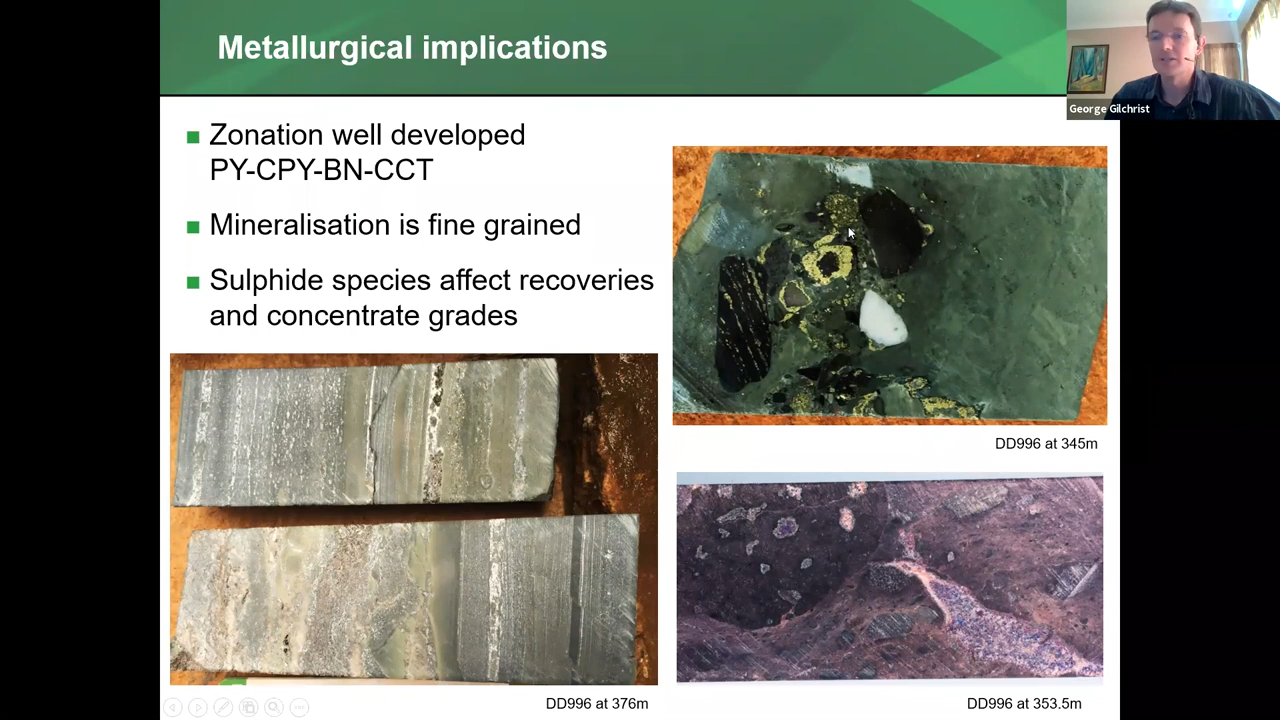 Metallurgical implications
George Gilchrist
Zonation well developed
PY-CPY-BN-CCT
Mineralisation is fine grained
Sulphide species affect recoveries
and concentrate grades
DD996 at 345m
DD996 at 376m
DD996 at 353.5m